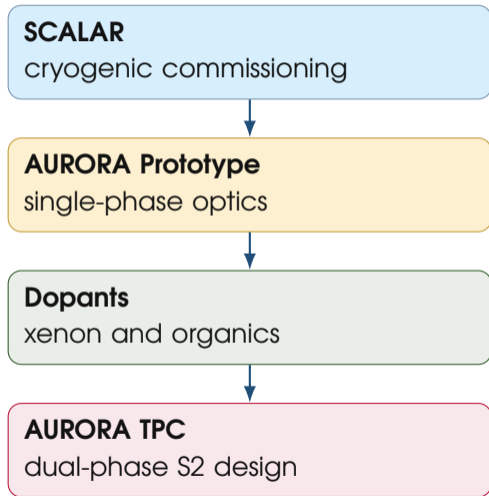 SCALAR
cryogenic commissioning
AURORA Prototype
single-phase optics
Dopants
xenon and organics
AURORA TPC
dual-phase S2 design